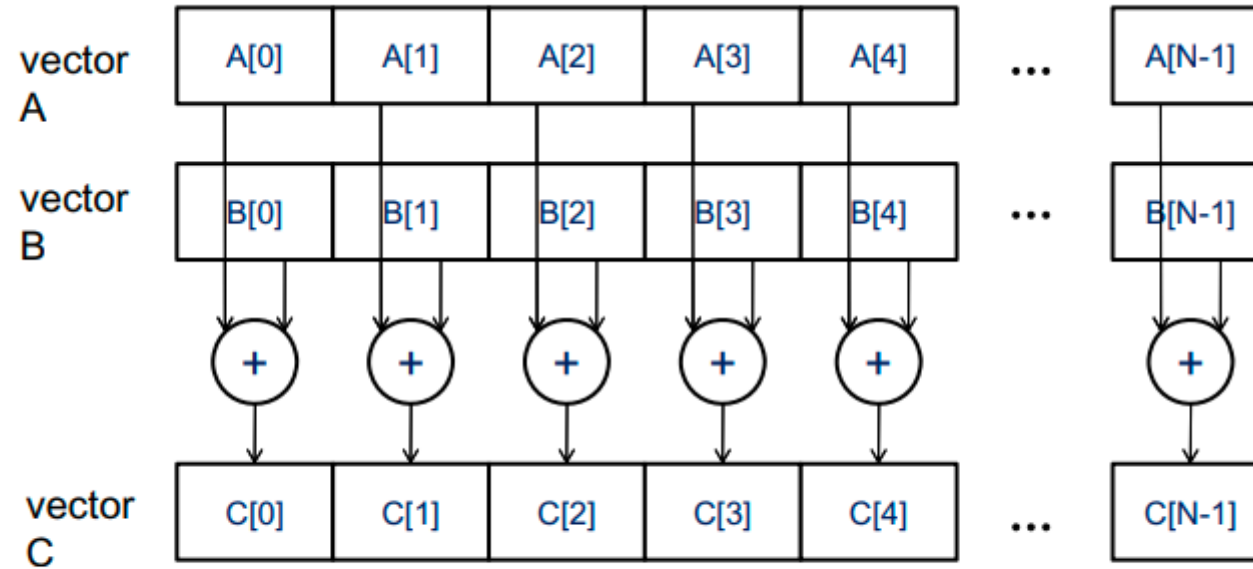 vector A
A[0] A[1] A[2] A[3] A[4] ... A[N-1]
vector B
B[0] B[1] B[2] B[3] B[4] ... B[N-1]
+ + + + + +
vector C
C[0] C[1] C[2] C[3] C[4] ... C[N-1]